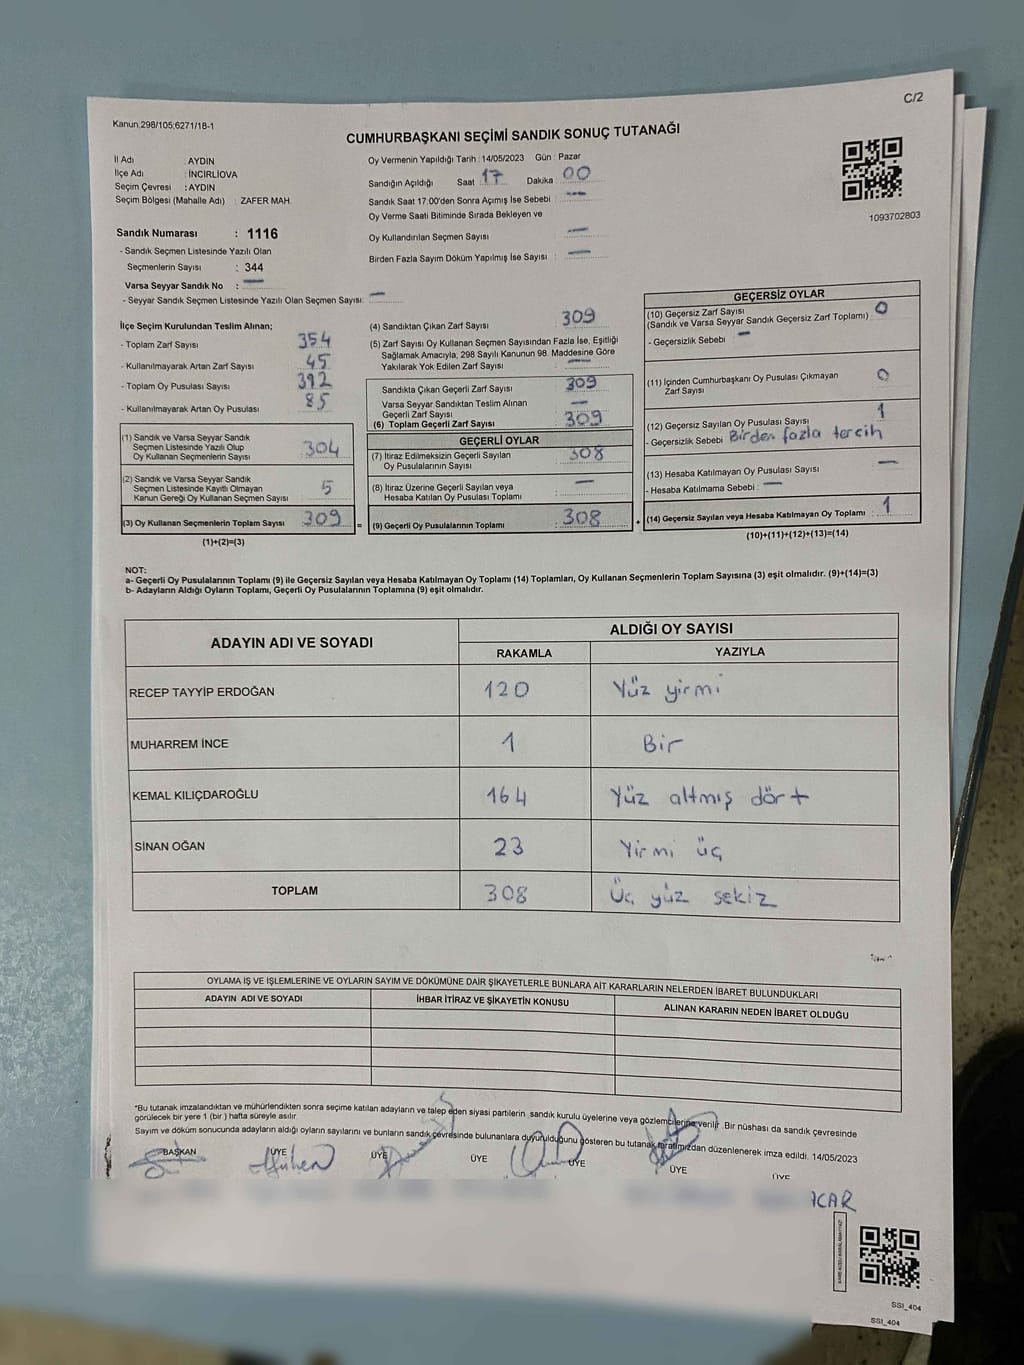 C/2
Kanun,298/105;6271/18-1
CUMHURBAŞKANI SEÇİMİ SANDIK SONUÇ TUTANAĞI
İl Adı : AYDIN
İlçe Adı : İNCİRLİOVA
Seçim Çevresi : AYDIN
Seçim Bölgesi (Mahalle Adı) : ZAFER MAH.
Oy Vermenin Yapıldığı Tarih : 14/05/2023 Gün : Pazar
Sandığın Açıldığı Saat 17 Dakika 00
Sandık Saat 17:00'den Sonra Açımış İse Sebebi : —
Oy Verme Saati Bitiminde Sırada Bekleyen ve
Oy Kullandırılan Seçmen Sayısı : —
Birden Fazla Sayım Döküm Yapılmış İse Sayısı : —
1093702803
Sandık Numarası : 1116
- Sandık Seçmen Listesinde Yazılı Olan
Seçmenlerin Sayısı : 344
Varsa Seyyar Sandık No : —
- Seyyar Sandık Seçmen Listesinde Yazılı Olan Seçmen Sayısı: —
İlçe Seçim Kurulundan Teslim Alınan;
- Toplam Zarf Sayısı : 354
- Kullanılmayarak Artan Zarf Sayısı : 45
- Toplam Oy Pusulası Sayısı : 392
- Kullanılmayarak Artan Oy Pusulası : 85
(1) Sandık ve Varsa Seyyar Sandık
Seçmen Listesinde Yazılı Olup
Oy Kullanan Seçmenlerin Sayısı : 304
(2) Sandık ve Varsa Seyyar Sandık
Seçmen Listesinde Kayıtlı Olmayan
Kanun Gereği Oy Kullanan Seçmen Sayısı : 5
(3) Oy Kullanan Seçmenlerin Toplam Sayısı : 309 =
(1)+(2)=(3)
(4) Sandıktan Çıkan Zarf Sayısı : 309
(5) Zarf Sayısı Oy Kullanan Seçmen Sayısından Fazla İse, Eşitliği
Sağlamak Amacıyla, 298 Sayılı Kanunun 98. Maddesine Göre
Yakılarak Yok Edilen Zarf Sayısı : —
Sandıkta Çıkan Geçerli Zarf Sayısı : 309
Varsa Seyyar Sandıktan Teslim Alınan
Geçerli Zarf Sayısı : —
(6) Toplam Geçerli Zarf Sayısı : 309
GEÇERLİ OYLAR
(7) İtiraz Edilmeksizin Geçerli Sayılan
Oy Pusulalarının Sayısı : 308
(8) İtiraz Üzerine Geçerli Sayılan veya
Hesaba Katılan Oy Pusulası Toplamı : —
(9) Geçerli Oy Pusulalarının Toplamı : 308 +
GEÇERSİZ OYLAR
(10) Geçersiz Zarf Sayısı : 0
(Sandık ve Varsa Seyyar Sandık Geçersiz Zarf Toplamı)
- Geçersizlik Sebebi : —
(11) İçinden Cumhurbaşkanı Oy Pusulası Çıkmayan
Zarf Sayısı : 0
(12) Geçersiz Sayılan Oy Pusulası Sayısı : 1
- Geçersizlik Sebebi : Birden fazla tercih
(13) Hesaba Katılmayan Oy Pusulası Sayısı : —
- Hesaba Katılmama Sebebi : —
(14) Geçersiz Sayılan veya Hesaba Katılmayan Oy Toplamı : 1
(10)+(11)+(12)+(13)=(14)
NOT:
a- Geçerli Oy Pusulalarının Toplamı (9) ile Geçersiz Sayılan veya Hesaba Katılmayan Oy Toplamı (14) Toplamları, Oy Kullanan Seçmenlerin Toplam Sayısına (3) eşit olmalıdır. (9)+(14)=(3)
b- Adayların Aldığı Oyların Toplamı, Geçerli Oy Pusulalarının Toplamına (9) eşit olmalıdır.
ADAYIN ADI VE SOYADI ALDIĞI OY SAYISI
RAKAMLA YAZIYLA
RECEP TAYYİP ERDOĞAN 120 Yüz yirmi
MUHARREM İNCE 1 Bir
KEMAL KILIÇDAROĞLU 164 Yüz altmış dört
SİNAN OĞAN 23 Yirmi üç
TOPLAM 308 Üç yüz sekiz
OYLAMA İŞ VE İŞLEMLERİNE VE OYLARIN SAYIM VE DÖKÜMÜNE DAİR ŞİKAYETLERLE BUNLARA AİT KARARLARIN NELERDEN İBARET BULUNDUKLARI
ADAYIN ADI VE SOYADI İHBAR İTİRAZ VE ŞİKAYETİN KONUSU ALINAN KARARIN NEDEN İBARET OLDUĞU
*Bu tutanak imzalandıktan ve mühürlendikten sonra seçime katılan adayların ve talep eden siyasi partilerin sandık kurulu üyelerine veya gözlemcilerine verilir. Bir nüshası da sandık çevresinde
görülecek bir yere 1 (bir ) hafta süreyle asılır.
Sayım ve döküm sonucunda adayların aldığı oyların sayılarını ve bunların sandık çevresinde bulunanlara duyurulduğunu gösteren bu tutanak tarafımızdan düzenlenerek imza edildi. 14/05/2023
BAŞKAN ÜYE ÜYE ÜYE ÜYE ÜYE ÜYE
ACAR
SSI_404
SSI_404